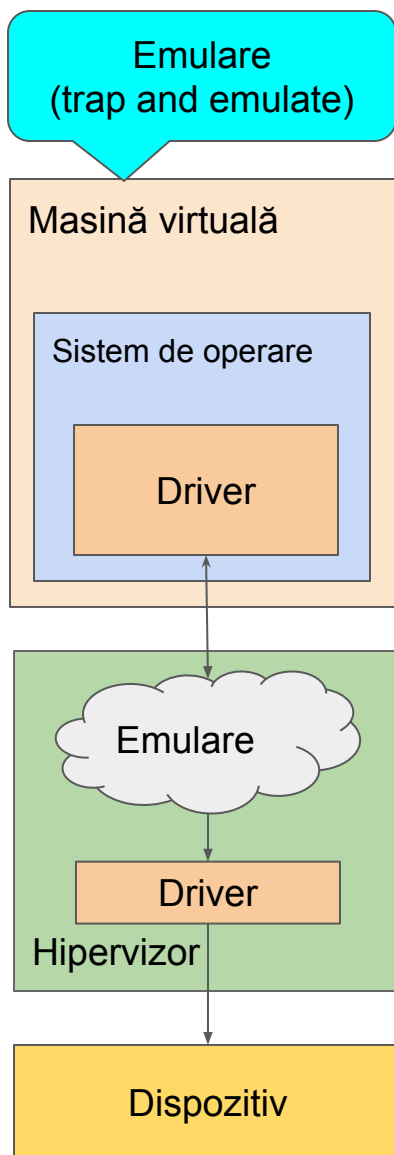 Emulare
(trap and emulate)
Masină virtuală
Sistem de operare
Driver
Emulare
Driver
Hipervizor
Dispozitiv